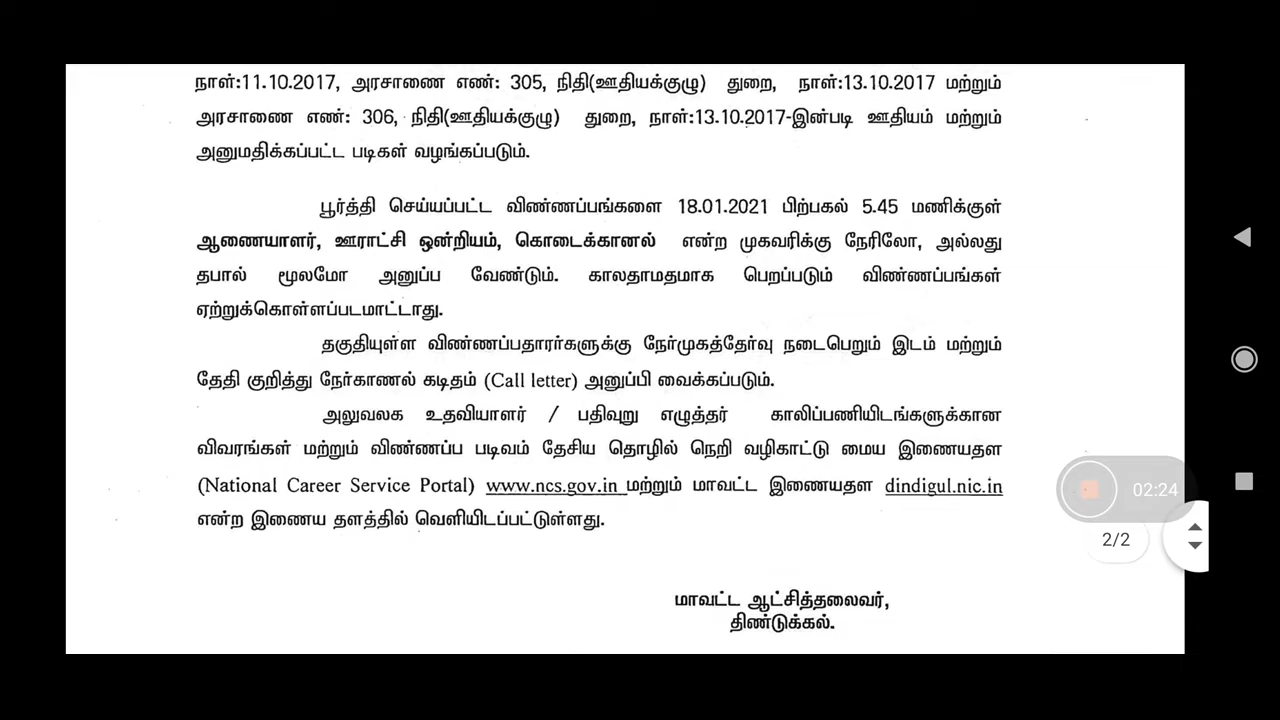 நாள்:11.10.2017, அரசாணை எண்: 305, நிதி(ஊதியக்குழு) துறை, நாள்:13.10.2017 மற்றும்
அரசாணை எண்: 306, நிதி(ஊதியக்குழு) துறை, நாள்:13.10.2017-இன்படி ஊதியம் மற்றும்
அனுமதிக்கப்பட்ட படிகள் வழங்கப்படும்.
பூர்த்தி செய்யப்பட்ட விண்ணப்பங்களை 18.01.2021 பிற்பகல் 5.45 மணிக்குள்
ஆணையாளர், ஊராட்சி ஒன்றியம், கொடைக்கானல் என்ற முகவரிக்கு நேரிலோ, அல்லது
தபால் மூலமோ அனுப்ப வேண்டும். காலதாமதமாக பெறப்படும் விண்ணப்பங்கள்
ஏற்றுக்கொள்ளப்படமாட்டாது.
தகுதியுள்ள விண்ணப்பதாரர்களுக்கு நேர்முகத்தேர்வு நடைபெறும் இடம் மற்றும்
தேதி குறித்து நேர்காணல் கடிதம் (Call letter) அனுப்பி வைக்கப்படும்.
அலுவலக உதவியாளர் / பதிவுறு எழுத்தர் காலிப்பணியிடங்களுக்கான
விவரங்கள் மற்றும் விண்ணப்ப படிவம் தேசிய தொழில் நெறி வழிகாட்டு மைய இணையதள
(National Career Service Portal) www.ncs.gov.in மற்றும் மாவட்ட இணையதள dindigul.nic.in
என்ற இணைய தளத்தில் வெளியிடப்பட்டுள்ளது.
02:24
2/2
மாவட்ட ஆட்சித்தலைவர்,
திண்டுக்கல்.